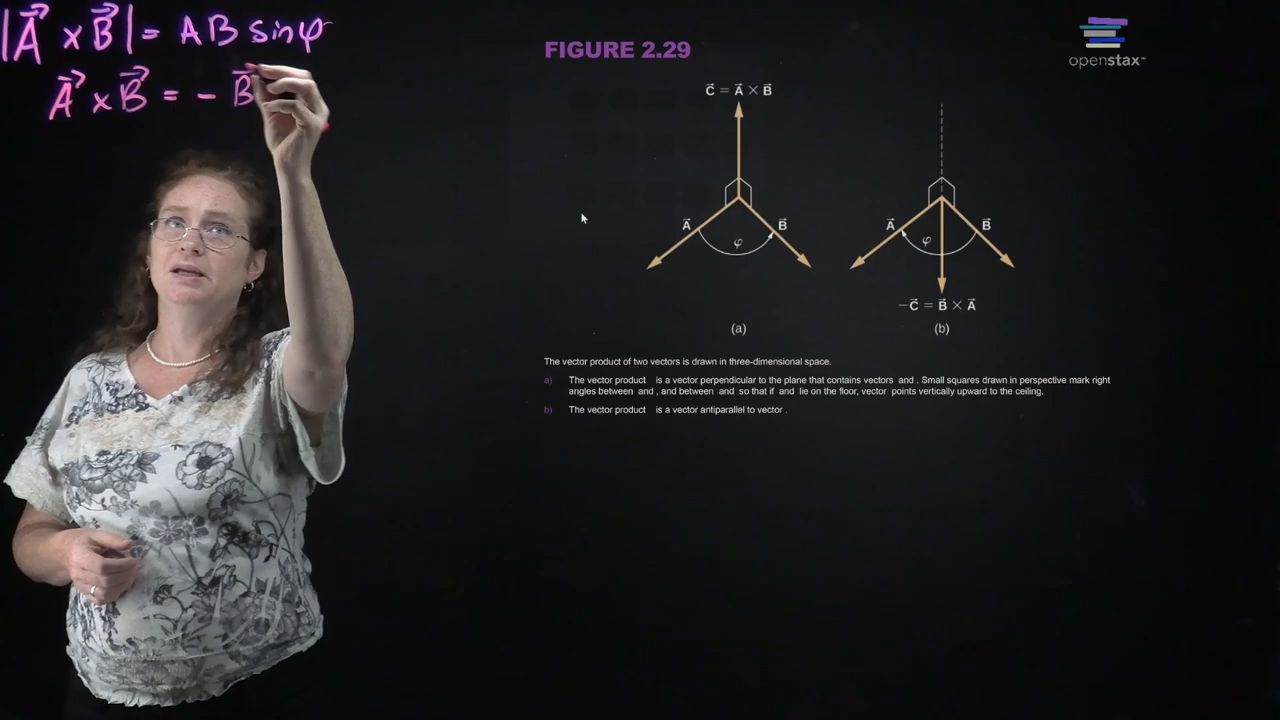 |A⃗ × B⃗| = A B sin φ
A⃗ × B⃗ = - B⃗
FIGURE 2.29
openstax™
C⃗ = A⃗ × B⃗
A⃗ φ B⃗
(a)
A⃗ φ B⃗
−C⃗ = B⃗ × A⃗
(b)
The vector product of two vectors is drawn in three-dimensional space.
a) The vector product is a vector perpendicular to the plane that contains vectors and . Small squares drawn in perspective mark right
angles between and , and between and so that if and lie on the floor, vector points vertically upward to the ceiling.
b) The vector product is a vector antiparallel to vector .